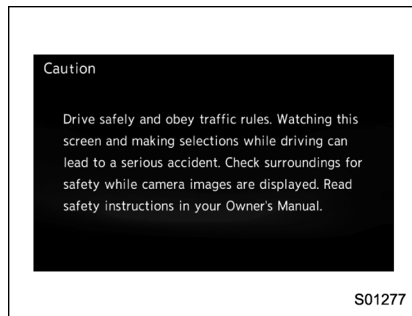 Caution
Drive safely and obey traffic rules. Watching this
screen and making selections while driving can
lead to a serious accident. Check surroundings for
safety while camera images are displayed. Read
safety instructions in your Owner's Manual.
S01277